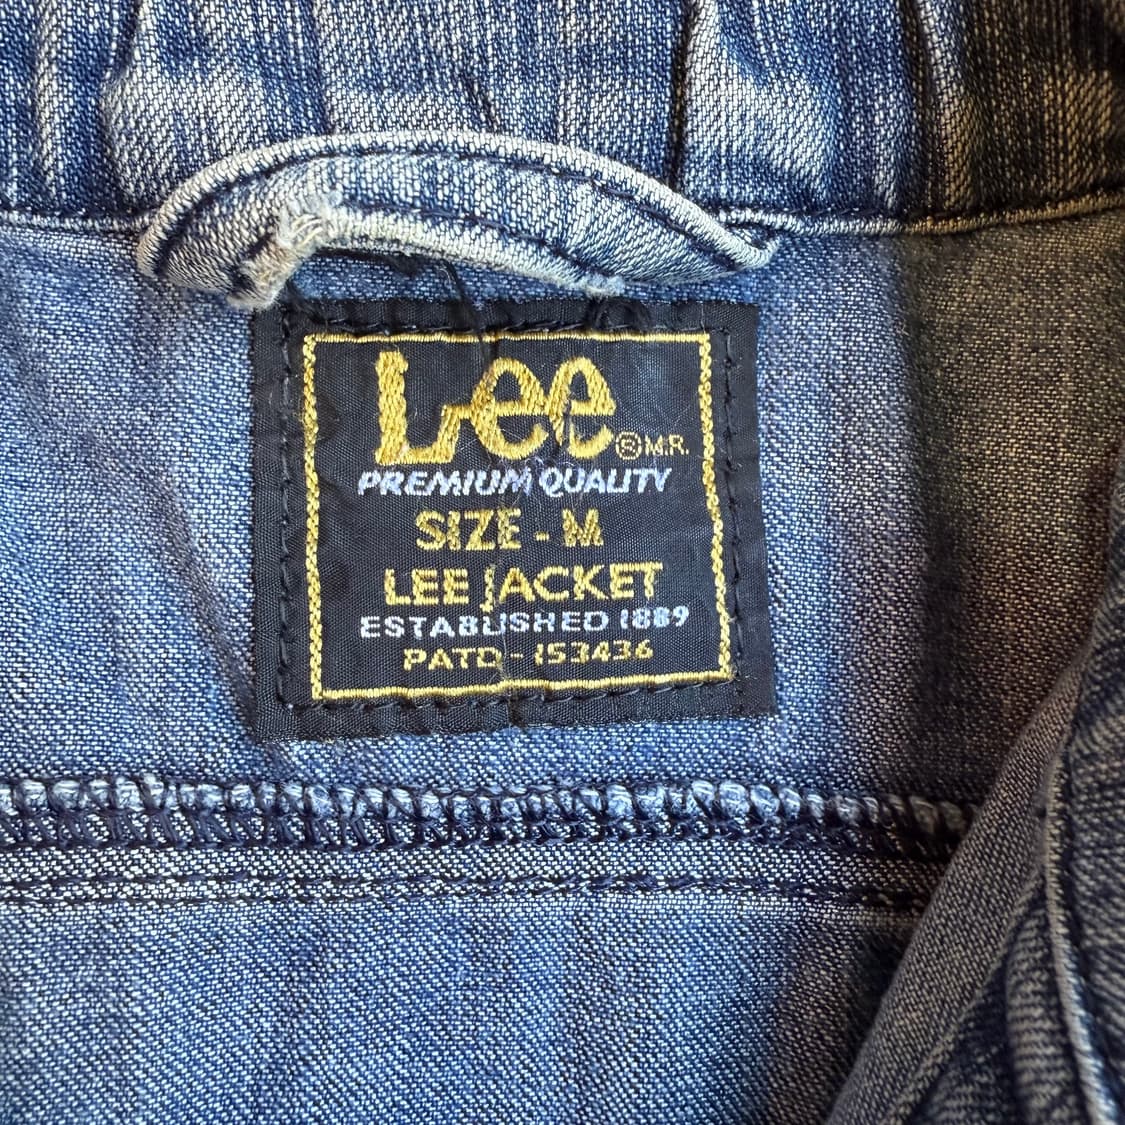 Lee ® M.R.
PREMIUM QUALITY
SIZE - M
LEE JACKET
ESTABLISHED 1889
PATD - 153436